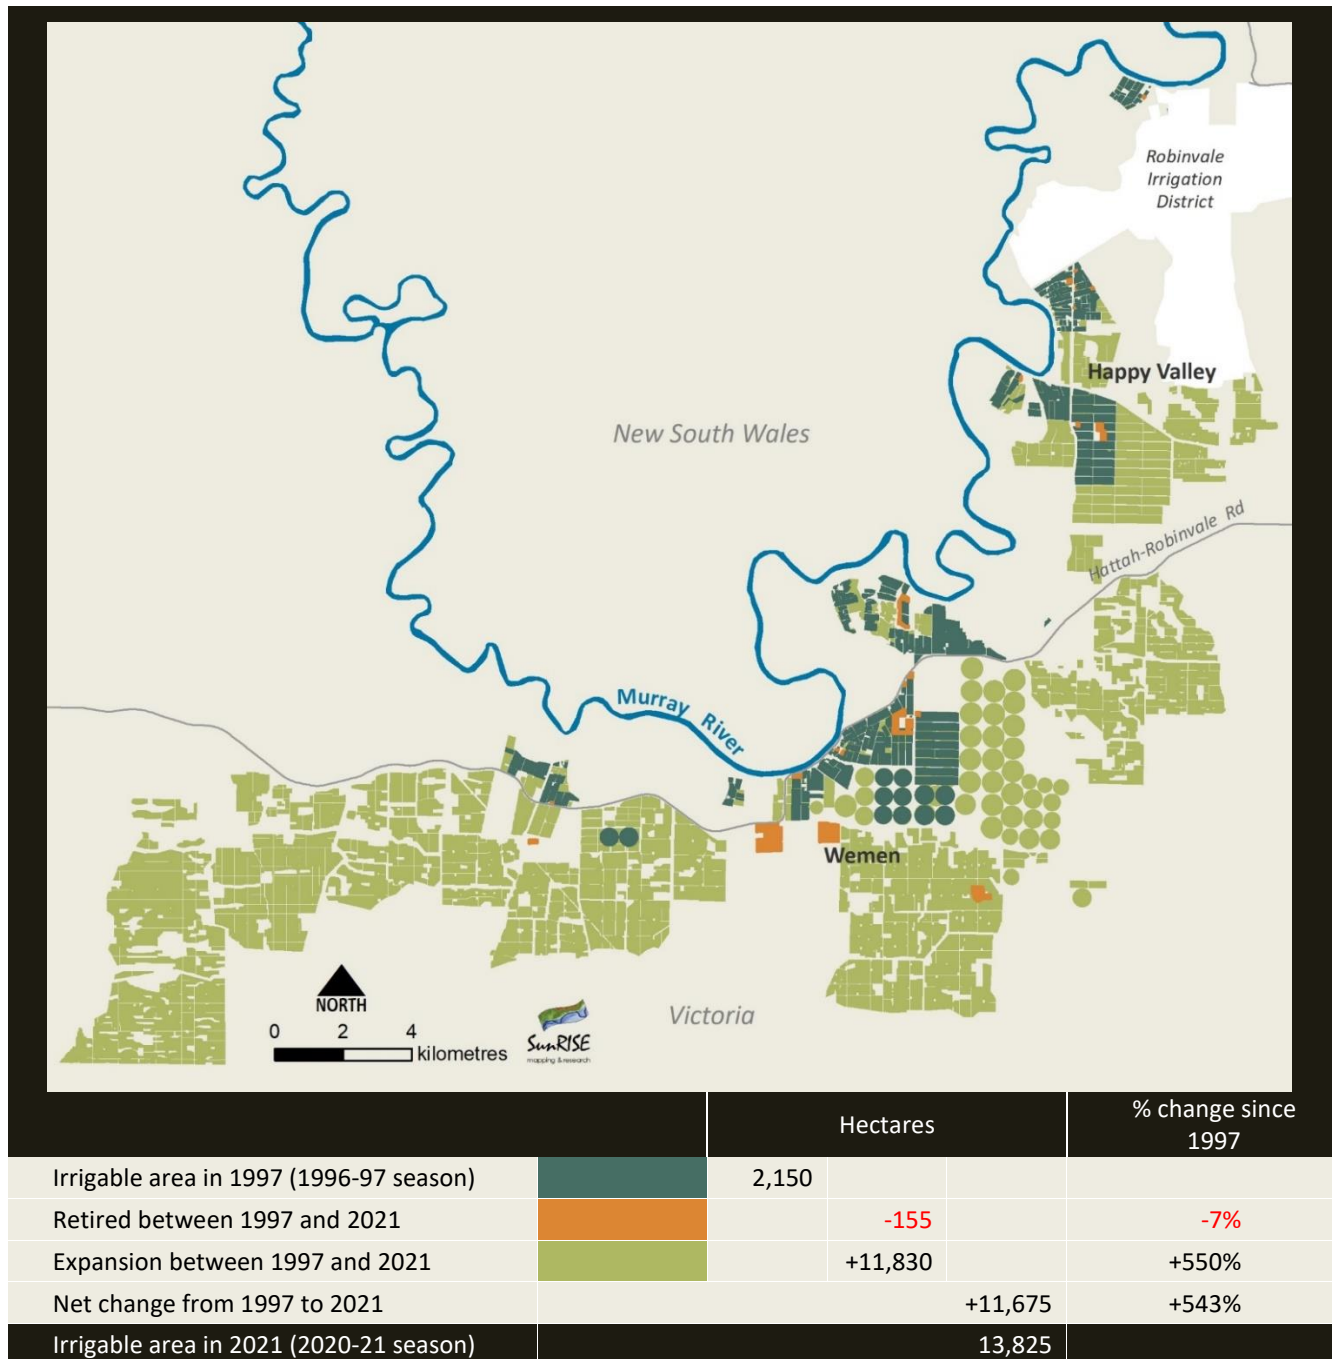 Robinvale
Irrigation
District
Happy Valley
New South Wales
Hattah-Robinvale Rd
Murray River
Wemen
NORTH
0 2 4
kilometres
SunRISE
mapping & research
Victoria
Hectares
% change since
1997
Irrigable area in 1997 (1996-97 season) 2,150
Retired between 1997 and 2021 -155 -7%
Expansion between 1997 and 2021 +11,830 +550%
Net change from 1997 to 2021 +11,675 +543%
Irrigable area in 2021 (2020-21 season) 13,825